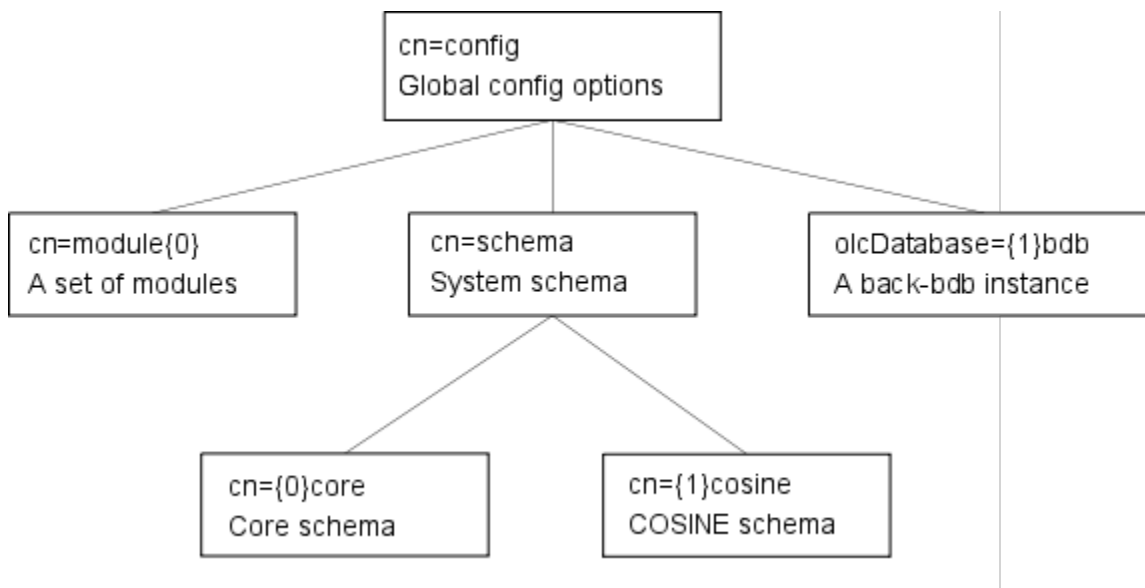 cn=config
Global config options
cn=module{0}
A set of modules
cn=schema
System schema
olcDatabase={1}bdb
A back-bdb instance
cn={0}core
Core schema
cn={1}cosine
COSINE schema